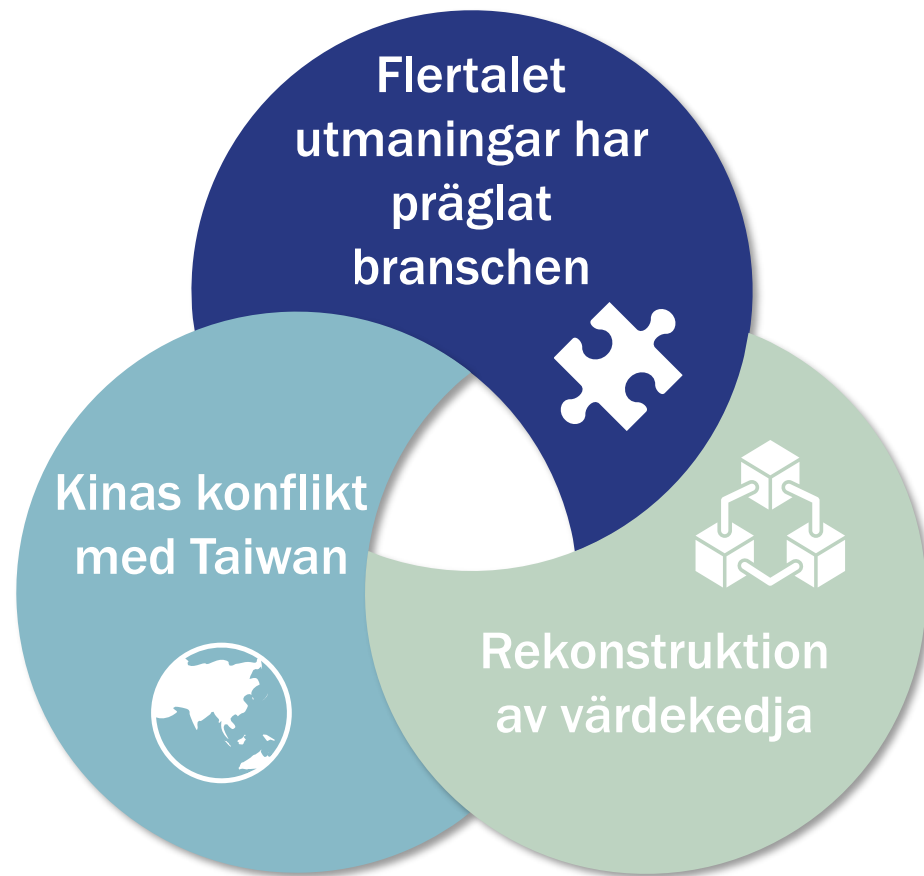 Flertalet
utmaningar har
präglat
branschen
Kinas konflikt
med Taiwan
Rekonstruktion
av värdekedja